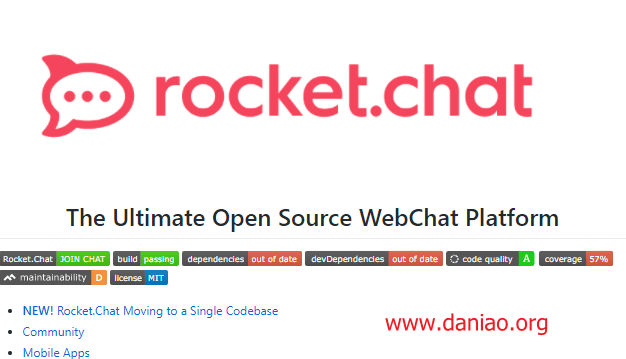 rocket.chat
The Ultimate Open Source WebChat Platform
Rocket.Chat JOIN CHAT build passing dependencies out of date devDependencies out of date code quality A coverage 57%
maintainability D license MIT
NEW! Rocket.Chat Moving to a Single Codebase
Community
www.daniao.org
Mobile Apps